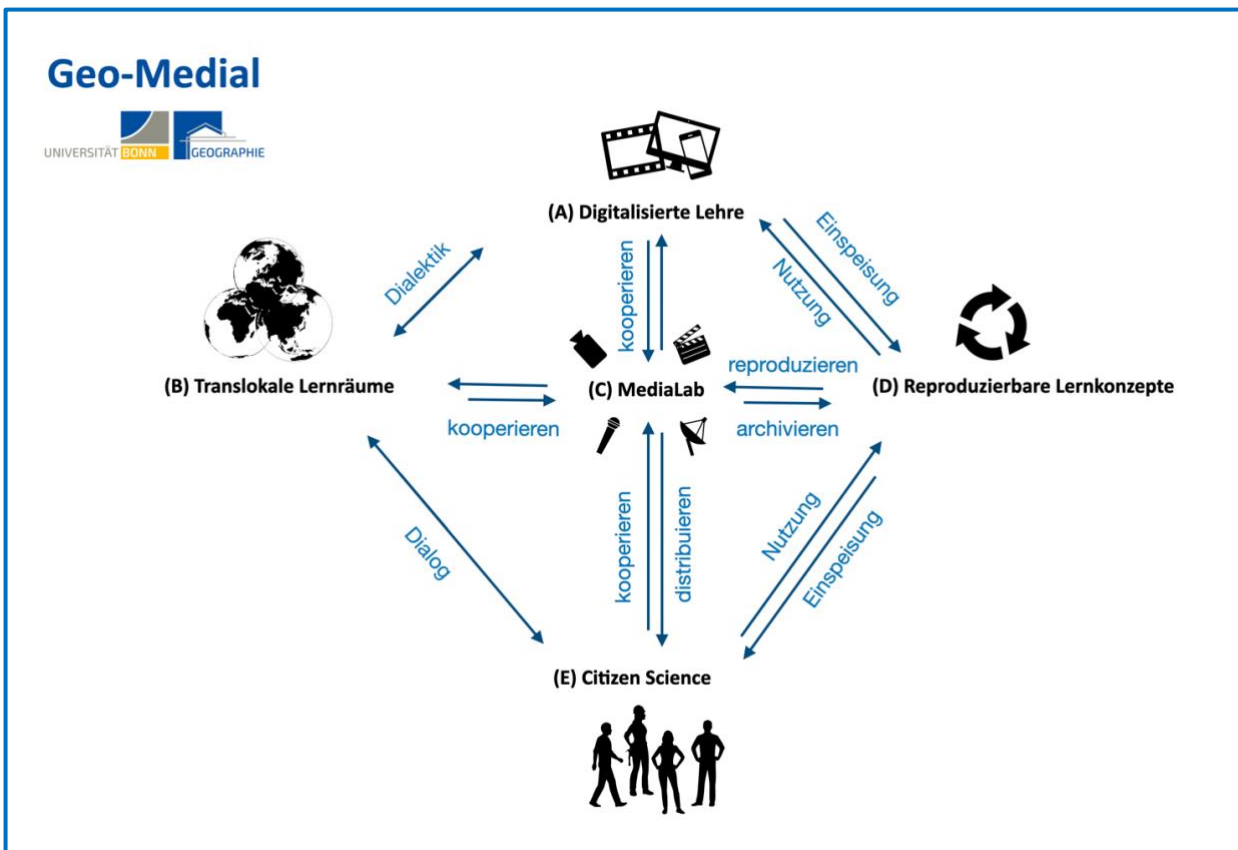 Geo-Medial
UNIVERSITÄT BONN GEOGRAPHIE
(A) Digitalisierte Lehre
Dialektik
kooperieren
Einspeisung
Nutzung
(B) Translokale Lernräume
(C) MediaLab
reproduzieren
(D) Reproduzierbare Lernkonzepte
kooperieren
archivieren
Dialog
kooperieren
distribuieren
Nutzung
Einspeisung
(E) Citizen Science